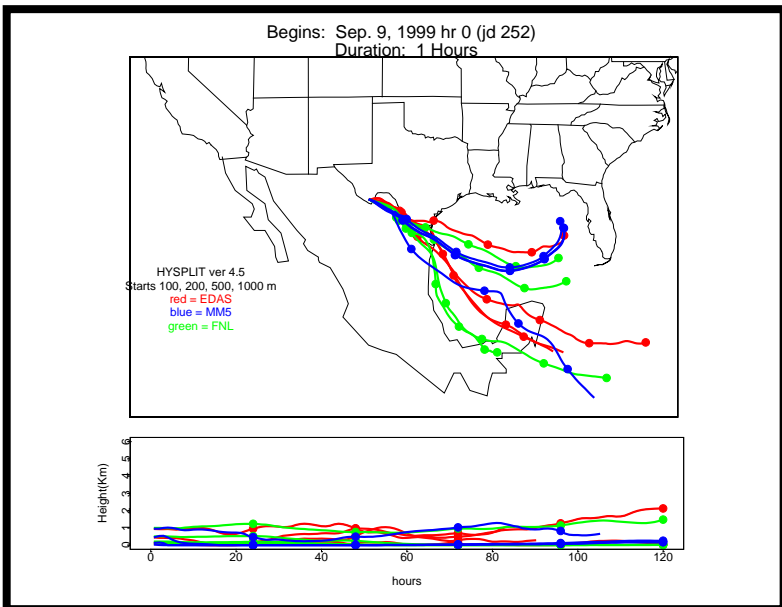 Begins: Sep. 9, 1999 hr 0 (jd 252)
Duration: 1 Hours
HYSPLIT ver 4.5
Starts 100, 200, 500, 1000 m
red = EDAS
blue = MM5
green = FNL
Height(Km)
6
5
4
3
2
1
0
0 20 40 60 80 100 120
hours